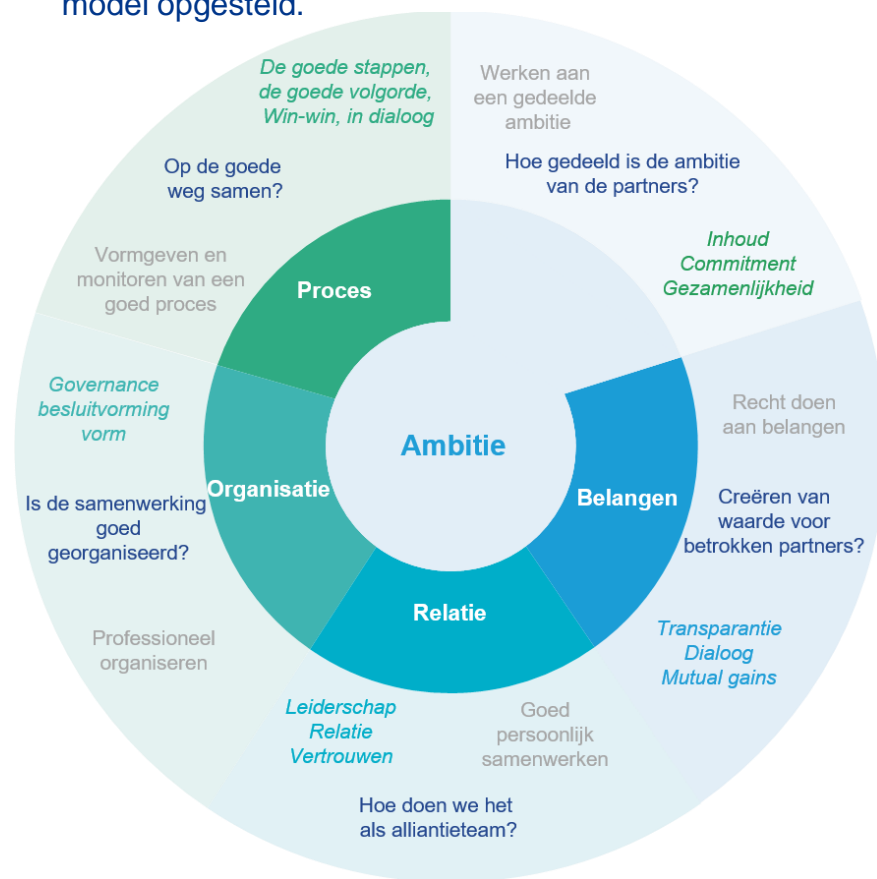 model opgesteld.
De goede stappen,
de goede volgorde,
Win-win, in dialoog
Op de goede
weg samen?
Vormgeven en
monitoren van een
goed proces
Proces
Werken aan
een gedeelde
ambitie
Hoe gedeeld is de ambitie
van de partners?
Inhoud
Commitment
Gezamenlijkheid
Ambitie
Governance
besluitvorming
vorm
Is de samenwerking
goed
georganiseerd?
Professioneel
organiseren
Organisatie
Belangen
Recht doen
aan belangen
Creëren van
waarde voor
betrokken partners?
Transparantie
Dialoog
Mutual gains
Relatie
Leiderschap
Relatie
Vertrouwen
Goed
persoonlijk
samenwerken
Hoe doen we het
als alliantieteam?